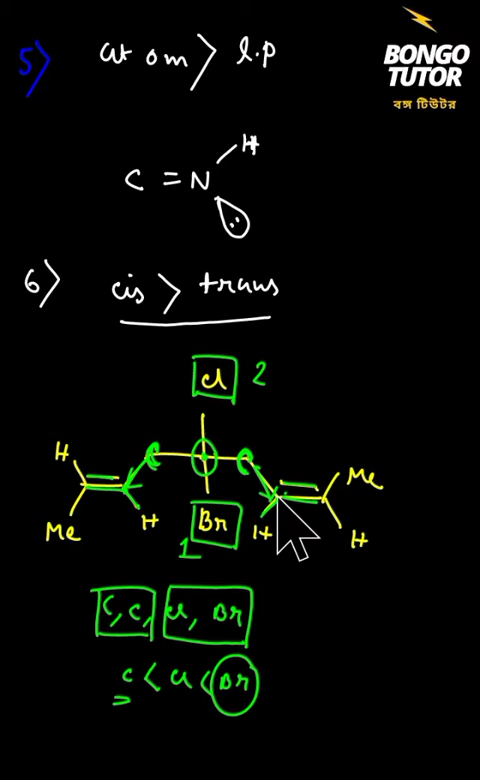 BONGO
TUTOR
বঙ্গ টিউটর
5) atom > l.p
H
C = N
6) cis > trans
Cl 2
H Me
Me H Br H H
1
C, C, Cl, Br
C < Cl < Br